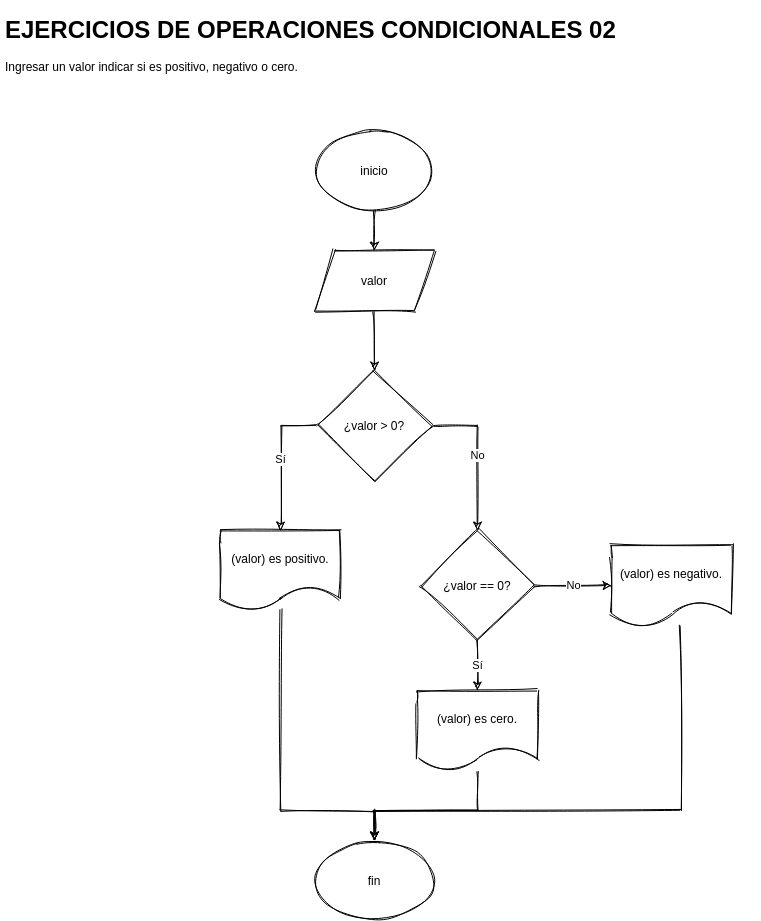 EJERCICIOS DE OPERACIONES CONDICIONALES 02
Ingresar un valor indicar si es positivo, negativo o cero.
inicio
valor
¿valor > 0?
Sí
No
(valor) es positivo.
¿valor == 0?
No
(valor) es negativo.
Sí
(valor) es cero.
fin